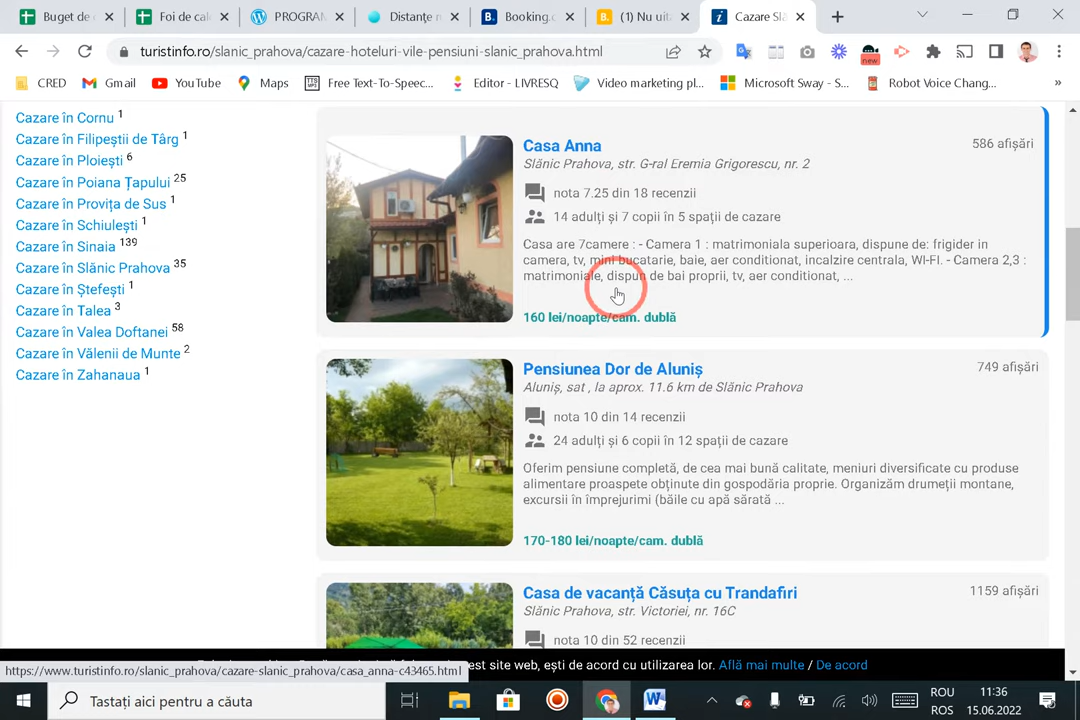 Buget de c
Foi de cal
PROGRAM
Distanțe r
Booking.c
(1) Nu uit
Cazare Slă
turistinfo.ro/slanic_prahova/cazare-hoteluri-vile-pensiuni-slanic_prahova.html
new
CRED
Gmail
YouTube
Maps
Free Text-To-Speec...
Editor - LIVRESQ
Video marketing pl...
Microsoft Sway - S...
Robot Voice Chang...
»
Cazare în Cornu 1
Cazare în Filipeștii de Târg 1
Cazare în Ploiești 6
Cazare în Poiana Țapului 25
Cazare în Provița de Sus 1
Cazare în Schiulești 1
Cazare în Sinaia 139
Cazare în Slănic Prahova 35
Cazare în Ștefești 1
Cazare în Talea 3
Cazare în Valea Doftanei 58
Cazare în Vălenii de Munte 2
Cazare în Zahanaua 1
Casa Anna
586 afișări
Slănic Prahova, str. G-ral Eremia Grigorescu, nr. 2
nota 7.25 din 18 recenzii
14 adulți și 7 copii în 5 spații de cazare
Casa are 7camere : - Camera 1 : matrimoniala superioara, dispune de: frigider in
camera, tv, mini bucatarie, baie, aer conditionat, incalzire centrala, WI-FI. - Camera 2,3 :
matrimoniale, dispun de bai proprii, tv, aer conditionat, ...
160 lei/noapte/cam. dublă
Pensiunea Dor de Aluniș
749 afișări
Aluniș, sat , la aprox. 11.6 km de Slănic Prahova
nota 10 din 14 recenzii
24 adulți și 6 copii în 12 spații de cazare
Oferim pensiune completă, de cea mai bună calitate, meniuri diversificate cu produse
alimentare proaspete obținute din gospodăria proprie. Organizăm drumeții montane,
excursii în împrejurimi (băile cu apă sărată ...
170-180 lei/noapte/cam. dublă
Casa de vacanță Căsuța cu Trandafiri
1159 afișări
Slănic Prahova, str. Victoriei, nr. 16C
nota 10 din 52 recenzii
est site web, ești de acord cu utilizarea lor. Află mai multe / De acord
https://www.turistinfo.ro/slanic_prahova/cazare-slanic_prahova/casa_anna-c43465.html
Tastați aici pentru a căuta
ROU
ROS
11:36
15.06.2022